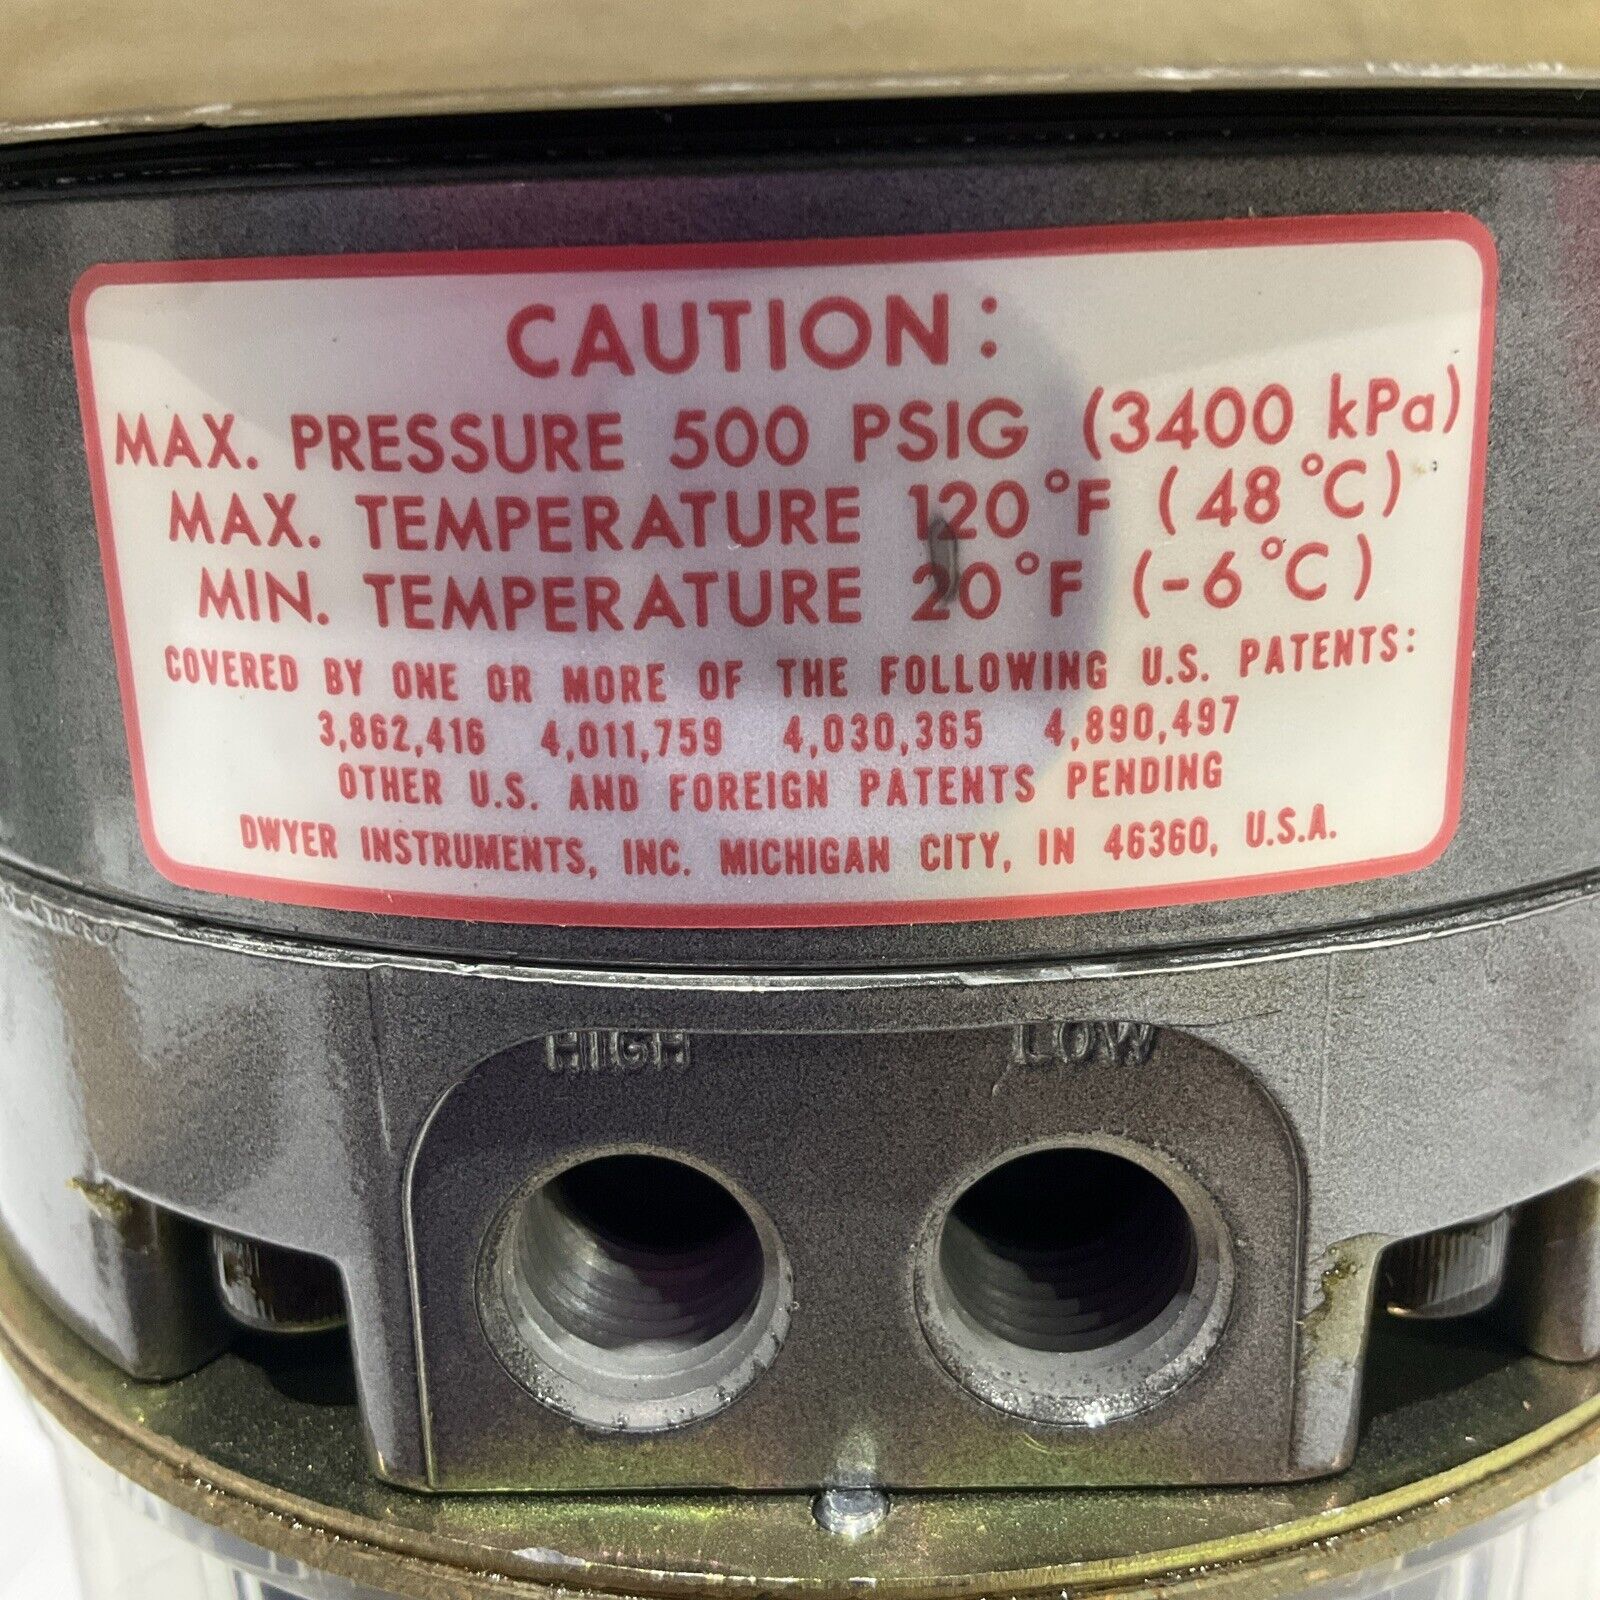 CAUTION:
MAX. PRESSURE 500 PSIG (3400 kPa)
MAX. TEMPERATURE 120°F (48°C)
MIN. TEMPERATURE 20°F (-6°C)
COVERED BY ONE OR MORE OF THE FOLLOWING U.S. PATENTS:
3,862,416 4,011,759 4,030,365 4,890,497
OTHER U.S. AND FOREIGN PATENTS PENDING
DWYER INSTRUMENTS, INC. MICHIGAN CITY, IN 46360, U.S.A.
HIGH LOW